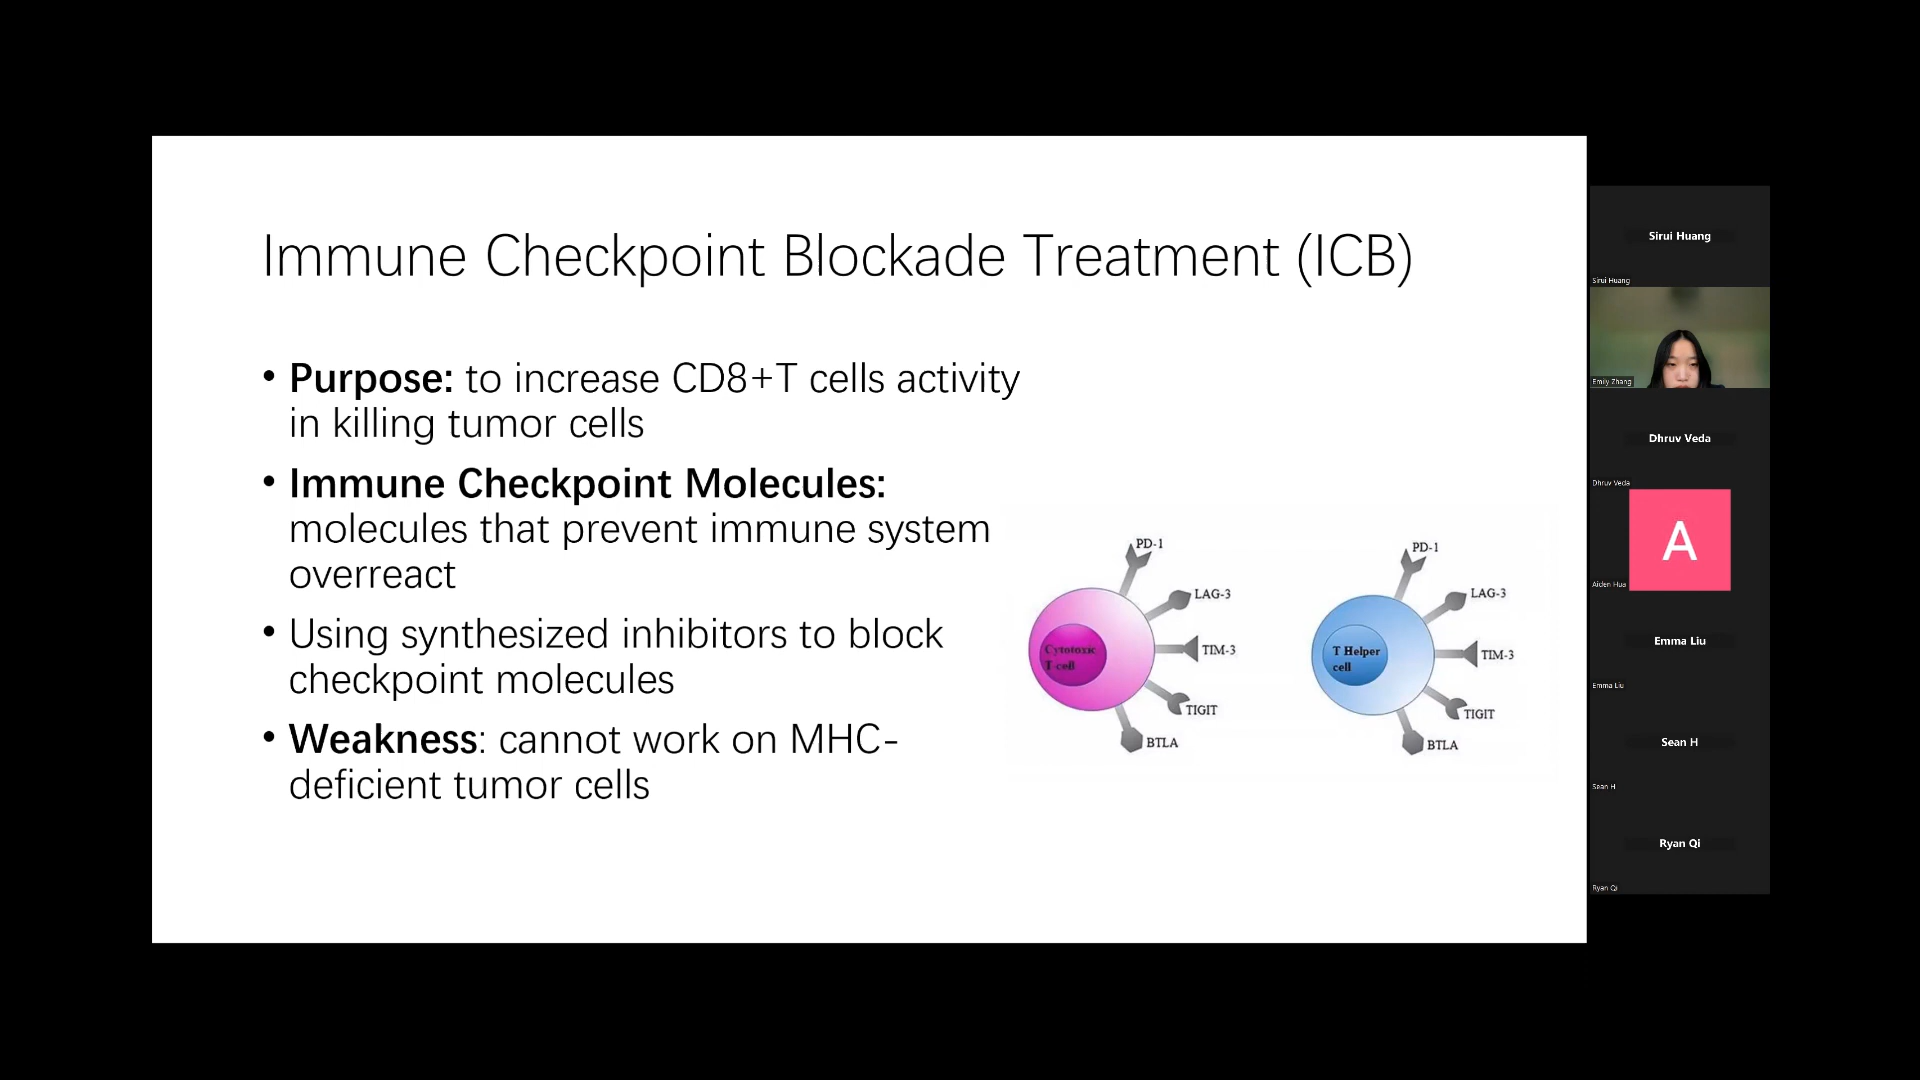 Immune Checkpoint Blockade Treatment (ICB)
• Purpose: to increase CD8+T cells activity
in killing tumor cells
• Immune Checkpoint Molecules:
molecules that prevent immune system
overreact
• Using synthesized inhibitors to block
checkpoint molecules
• Weakness: cannot work on MHC-
deficient tumor cells
PD-1
LAG-3
Cytotoxic
T cell
TIM-3
TIGIT
BTLA
PD-1
LAG-3
T Helper
cell
TIM-3
TIGIT
BTLA
Sirui Huang
Sirui Huang
Emily Zhang
Dhruv Veda
Dhruv Veda
A
Aiden Hua
Emma Liu
Emma Liu
Sean H
Sean H
Ryan Qi
Ryan Qi